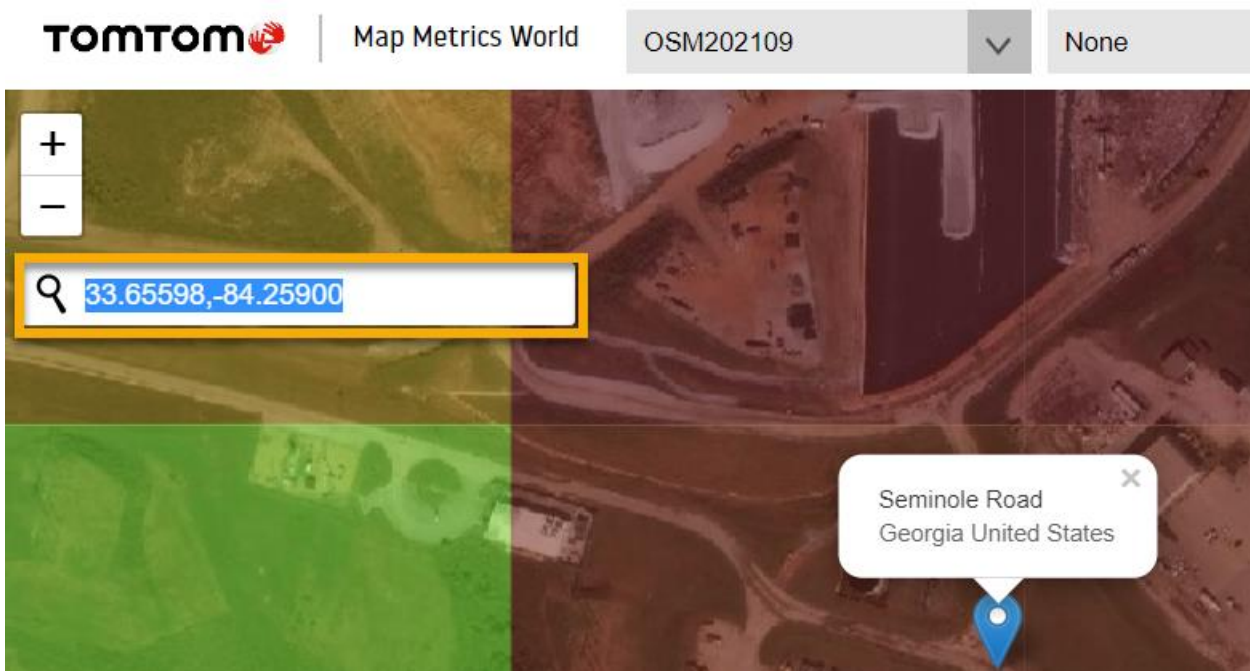 TOMTOM
Map Metrics World
OSM202109
None
+
−
33.65598,-84.25900
×
Seminole Road
Georgia United States